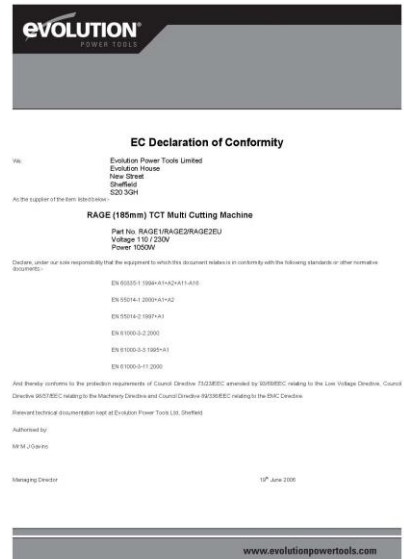 evolution®
POWER TOOLS
EC Declaration of Conformity
We. Evolution Power Tools Limited
Evolution House
New Street
Sheffield
S20 3GH
As the supplier of the item listed below:-
RAGE (185mm) TCT Multi Cutting Machine
Part No. RAGE1/RAGE2/RAGE2EU
Voltage 110 / 230V
Power 1050W
Declare, under our sole responsibility that the equipment to which this document relates is in conformity with the following standards or other normative
documents:-
EN 60335-1:1994+A1+A2+A11-A16
EN 55014-1:2000+A1+A2
EN 55014-2:1997+A1
EN 61000-3-2:2000
EN 61000-3-3:1995+A1
EN 61000-3-11:2000
And thereby conforms to the protection requirements of Council Directive 73/23/EEC amended by 93/68/EEC relating to the Low Voltage Directive, Council
Directive 98/37/EEC relating to the Machinery Directive and Council Directive 89/336/EEC relating to the EMC Directive.
Relevant technical documentation kept at Evolution Power Tools Ltd, Sheffield
Authorised by:
Mr M J Gavins
Managing Director 19th June 2006
www.evolutionpowertools.com